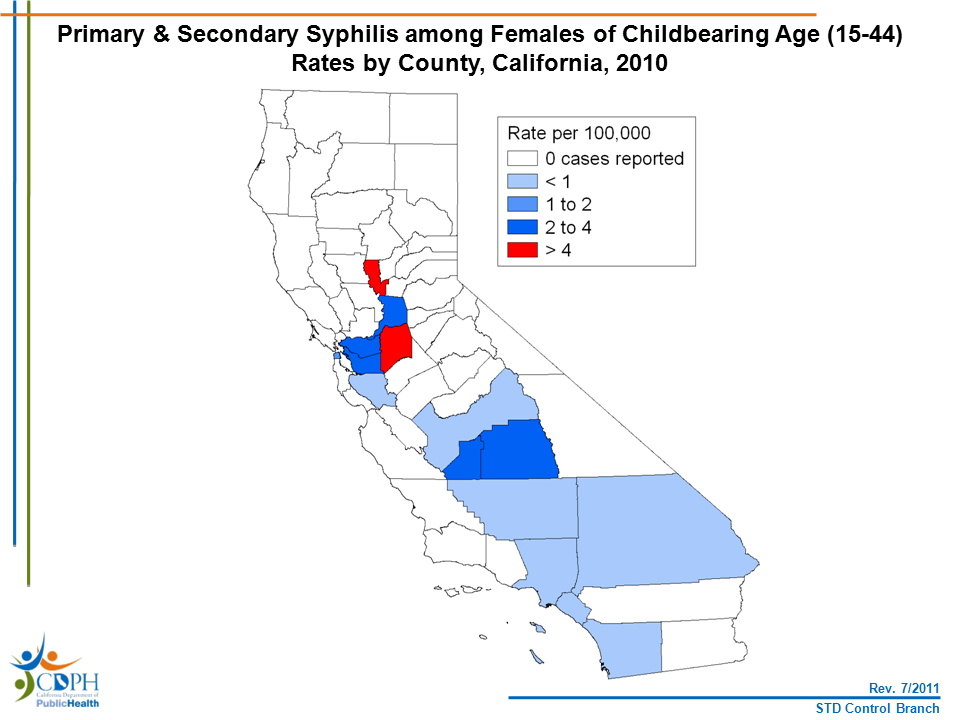 Primary & Secondary Syphilis among Females of Childbearing Age (15-44)
Rates by County, California, 2010
Rate per 100,000
0 cases reported
< 1
1 to 2
2 to 4
> 4
CDPH
California Department of
PublicHealth
Rev. 7/2011
STD Control Branch